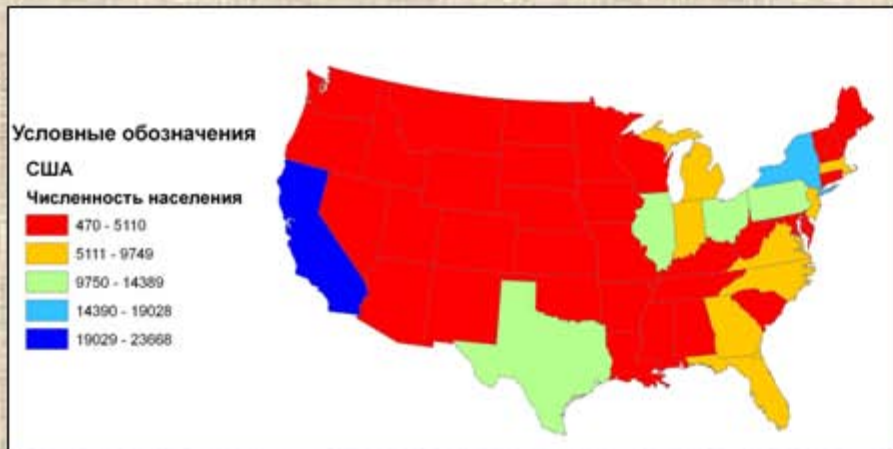 Условные обозначения
США
Численность населения
470 - 5110
5111 - 9749
9750 - 14389
14390 - 19028
19029 - 23668